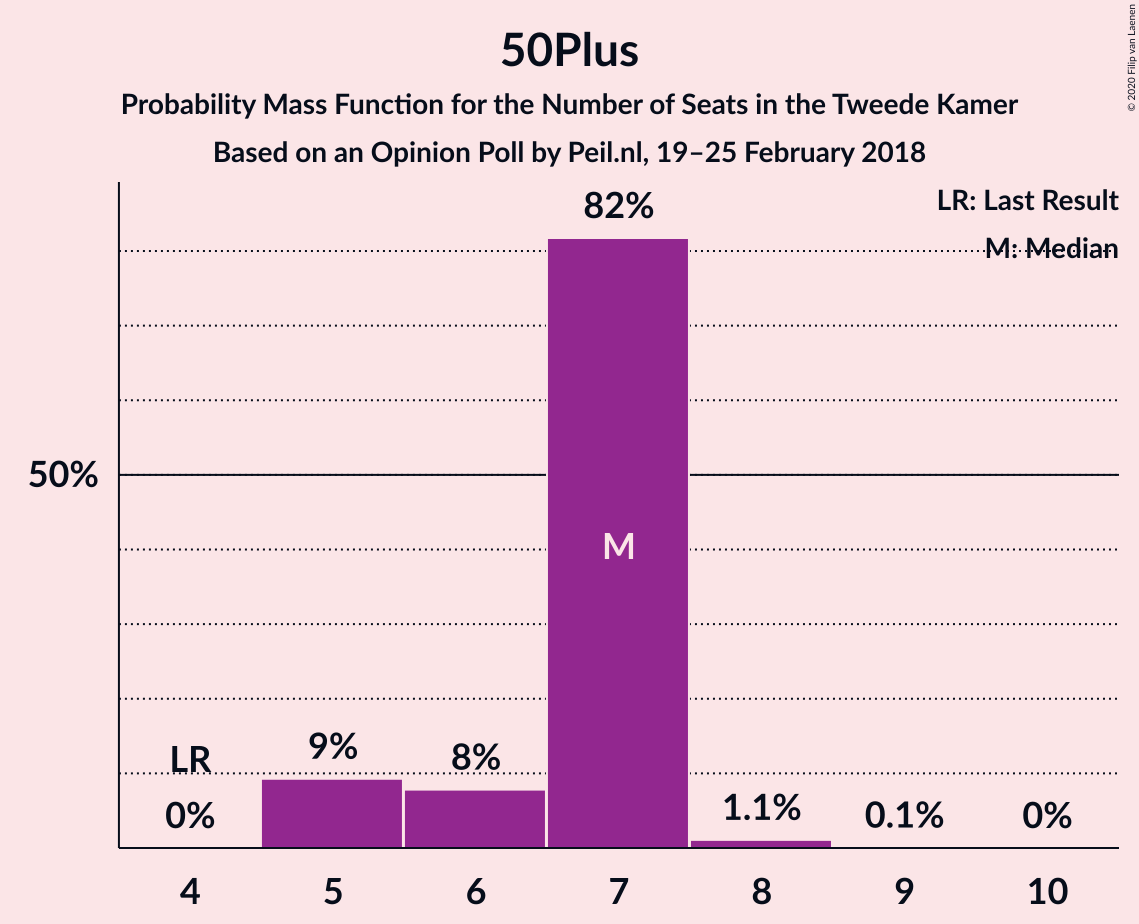 50Plus
Probability Mass Function for the Number of Seats in the Tweede Kamer
Based on an Opinion Poll by Peil.nl, 19–25 February 2018
© 2020 Filip van Laenen
LR: Last Result
M: Median
82%
50%
M
LR
0%
9%
8%
1.1%
0.1%
0%
4 5 6 7 8 9 10